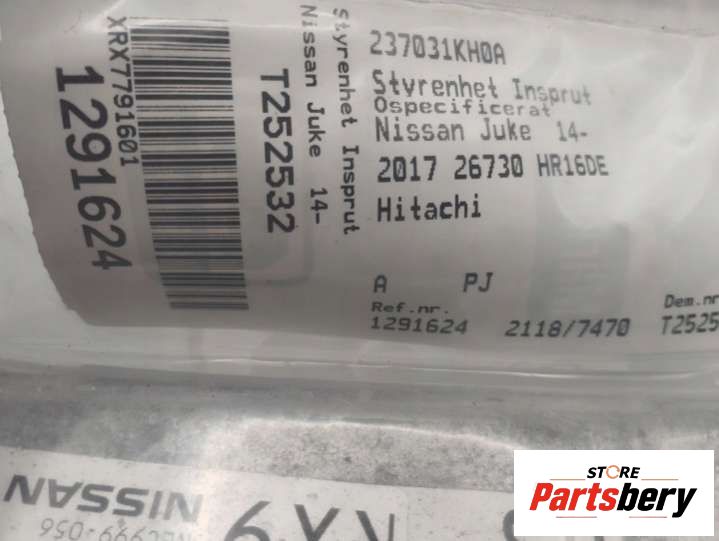 237031KH0A
Styrenhet Insprut
Ospecificerat
Nissan Juke 14-
2017 26730 HR16DE
Hitachi
A PJ
Ref.nr.
1291624 2118/7470
Dem.nr
T2525
Styrenhet Insprut
Nissan Juke 14-
T252532
XRX7791601
1291624
NISSAN
STORE
Partsbery